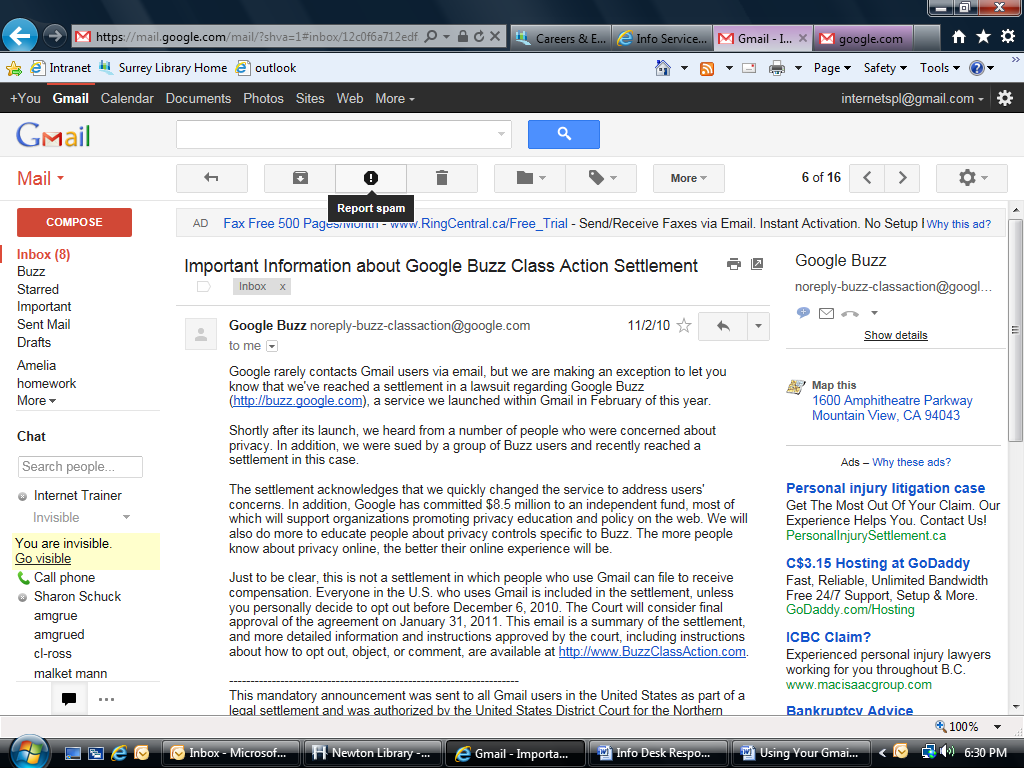 https://mail.google.com/mail/?shva=1#inbox/12c0f6a712edf
Careers & E...
Info Service...
Gmail - I...
google.com
Intranet
Surrey Library Home
outlook
Page
Safety
Tools
+You Gmail Calendar Documents Photos Sites Web More
internetspl@gmail.com
Gmail
Mail
More
6 of 16
Report spam
COMPOSE
AD Fax Free 500 Pages/Month - www.RingCentral.ca/Free_Trial - Send/Receive Faxes via Email. Instant Activation. No Setup F Why this ad?
Inbox (8)
Buzz
Starred
Important
Sent Mail
Drafts
Amelia
homework
More
Chat
Search people...
Internet Trainer
Invisible
You are invisible.
Go visible
Call phone
Sharon Schuck
amgrue
amgrued
cl-ross
malket mann
Important Information about Google Buzz Class Action Settlement
Inbox x
Google Buzz noreply-buzz-classaction@google.com
11/2/10
to me
Google rarely contacts Gmail users via email, but we are making an exception to let you
know that we've reached a settlement in a lawsuit regarding Google Buzz
(http://buzz.google.com), a service we launched within Gmail in February of this year.
Shortly after its launch, we heard from a number of people who were concerned about
privacy. In addition, we were sued by a group of Buzz users and recently reached a
settlement in this case.
The settlement acknowledges that we quickly changed the service to address users'
concerns. In addition, Google has committed $8.5 million to an independent fund, most of
which will support organizations promoting privacy education and policy on the web. We will
also do more to educate people about privacy controls specific to Buzz. The more people
know about privacy online, the better their online experience will be.
Just to be clear, this is not a settlement in which people who use Gmail can file to receive
compensation. Everyone in the U.S. who uses Gmail is included in the settlement, unless
you personally decide to opt out before December 6, 2010. The Court will consider final
approval of the agreement on January 31, 2011. This email is a summary of the settlement,
and more detailed information and instructions approved by the court, including instructions
about how to opt out, object, or comment, are available at http://www.BuzzClassAction.com.
--------------------------------------------------------------------
This mandatory announcement was sent to all Gmail users in the United States as part of a
legal settlement and was authorized by the United States District Court for the Northern
Google Buzz
noreply-buzz-classaction@googl...
Show details
Map this
1600 Amphitheatre Parkway
Mountain View, CA 94043
Ads – Why these ads?
Personal injury litigation case
Get The Most Out Of Your Claim. Our
Experience Helps You. Contact Us!
PersonalInjurySettlement.ca
C$3.15 Hosting at GoDaddy
Fast, Reliable, Unlimited Bandwidth
Free 24/7 Support, Setup & More.
GoDaddy.com/Hosting
ICBC Claim?
Experienced personal injury lawyers
working for you throughout B.C.
www.macisaacgroup.com
Bankruptcy Advice
100%
Inbox - Microsof...
Newton Library -...
Gmail - Importa...
Info Desk Respo...
Using Your Gmai...
6:30 PM